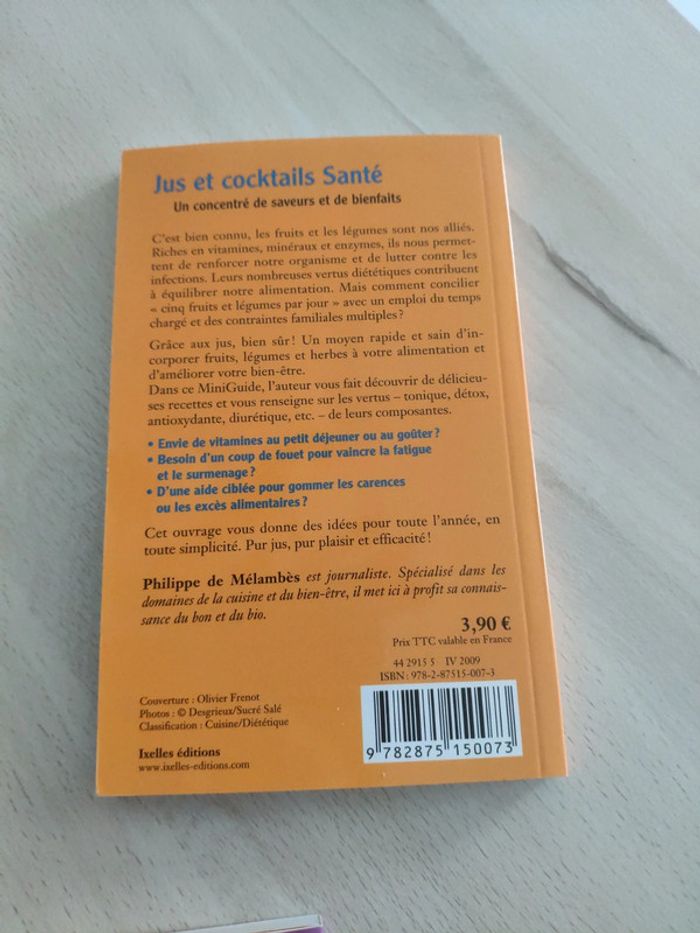 Jus et cocktails Santé
Un concentré de saveurs et de bienfaits
C'est bien connu, les fruits et les légumes sont nos alliés.
Riches en vitamines, minéraux et enzymes, ils nous permet-
tent de renforcer notre organisme et de lutter contre les
infections. Leurs nombreuses vertus diététiques contribuent
à équilibrer notre alimentation. Mais comment concilier
« cinq fruits et légumes par jour » avec un emploi du temps
chargé et des contraintes familiales multiples ?
Grâce aux jus, bien sûr ! Un moyen rapide et sain d'in-
corporer fruits, légumes et herbes à votre alimentation et
d'améliorer votre bien-être.
Dans ce MiniGuide, l'auteur vous fait découvrir de délicieu-
ses recettes et vous renseigne sur les vertus – tonique, détox,
antioxydante, diurétique, etc. – de leurs composantes.
• Envie de vitamines au petit déjeuner ou au goûter ?
• Besoin d'un coup de fouet pour vaincre la fatigue
et le surmenage ?
• D'une aide ciblée pour gommer les carences
ou les excès alimentaires ?
Cet ouvrage vous donne des idées pour toute l'année, en
toute simplicité. Pur jus, pur plaisir et efficacité !
Philippe de Mélambès est journaliste. Spécialisé dans les
domaines de la cuisine et du bien-être, il met ici à profit sa connais-
sance du bon et du bio.
3,90 €
Prix TTC valable en France
44 2915 5 IV 2009
ISBN : 978-2-87515-007-3
Couverture : Olivier Frenot
Photos : © Desgrieux/Sucré Salé
Classification : Cuisine/Diététique
Ixelles éditions
www.ixelles-editions.com
9 782875 150073